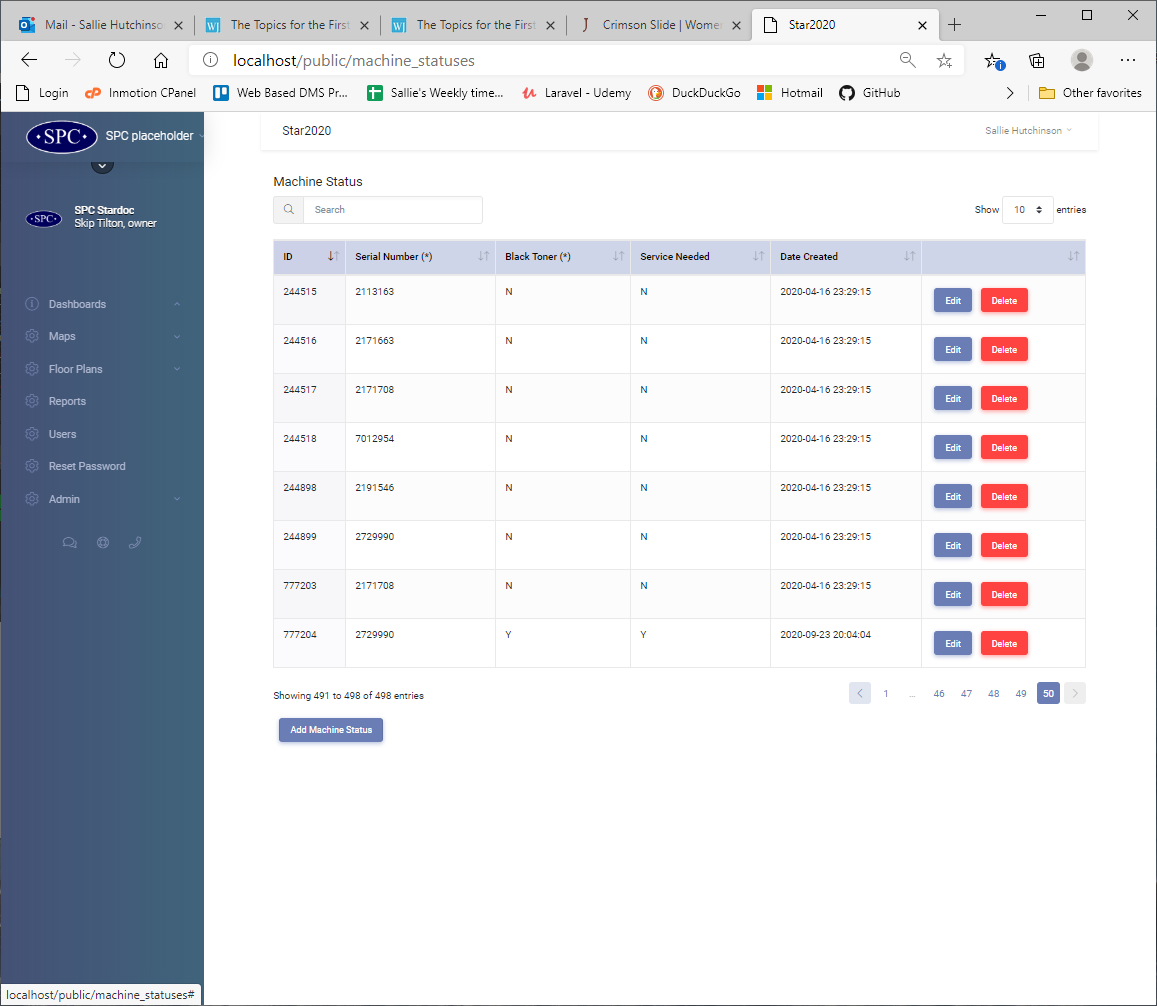 Mail - Sallie Hutchinso
The Topics for the First
The Topics for the First
Crimson Slide | Women
Star2020
localhost/public/machine_statuses
Login
Inmotion CPanel
Web Based DMS Pr...
Sallie's Weekly time...
Laravel - Udemy
DuckDuckGo
Hotmail
GitHub
Other favorites
SPC
SPC placeholder
Star2020
Sallie Hutchinson
SPC
SPC Stardoc
Skip Tilton, owner
Dashboards
Maps
Floor Plans
Reports
Users
Reset Password
Admin
Machine Status
Search
Show 10 entries
ID Serial Number (*) Black Toner (*) Service Needed Date Created
244515 2113163 N N 2020-04-16 23:29:15 Edit Delete
244516 2171663 N N 2020-04-16 23:29:15 Edit Delete
244517 2171708 N N 2020-04-16 23:29:15 Edit Delete
244518 7012954 N N 2020-04-16 23:29:15 Edit Delete
244898 2191546 N N 2020-04-16 23:29:15 Edit Delete
244899 2729990 N N 2020-04-16 23:29:15 Edit Delete
777203 2171708 N N 2020-04-16 23:29:15 Edit Delete
777204 2729990 Y Y 2020-09-23 20:04:04 Edit Delete
Showing 491 to 498 of 498 entries
1 ... 46 47 48 49 50
Add Machine Status
localhost/public/machine_statuses#